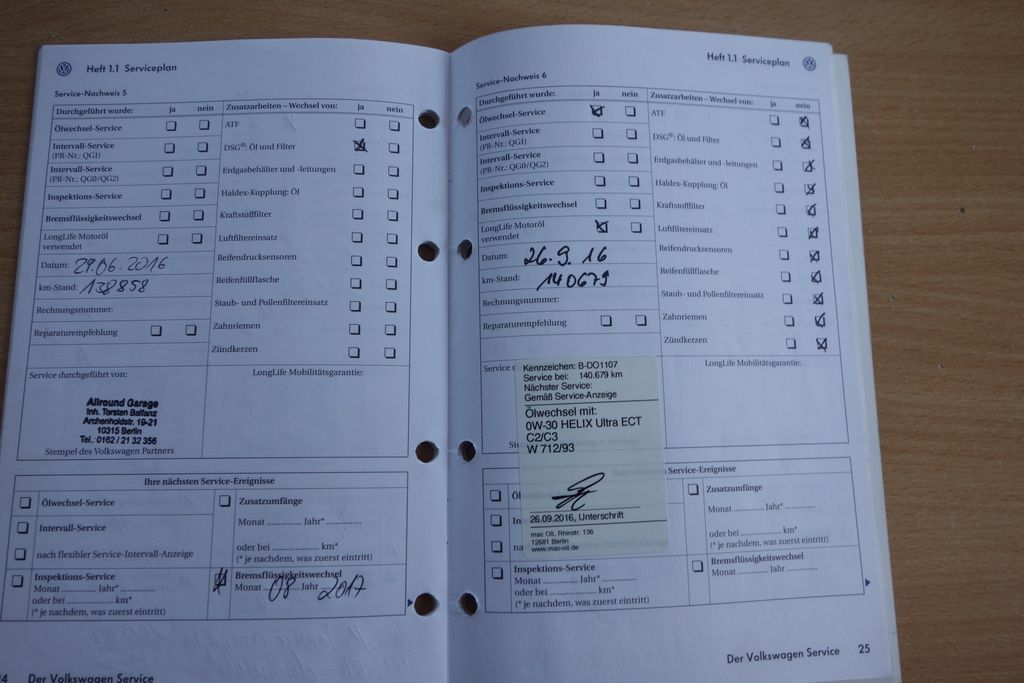 Heft 1.1 Serviceplan
Service-Nachweis 5
Durchgeführt wurde: ja nein Zusatzarbeiten – Wechsel von: ja nein
Ölwechsel-Service
ATF
Intervall-Service
(PR-Nr.: QG1)
DSG®: Öl und Filter
Intervall-Service
(PR-Nr.: QG0/QG2)
Erdgasbehälter und -leitungen
Inspektions-Service
Haldex-Kupplung: Öl
Bremsflüssigkeitswechsel
Kraftstofffilter
LongLife Motoröl
verwendet
Luftfiltereinsatz
Datum: 29.06.2016
Reifendrucksensoren
km-Stand: 138858
Reifenfüllflasche
Rechnungsnummer:
Staub- und Pollenfiltereinsatz
Reparaturempfehlung
Zahnriemen
Zündkerzen
Service durchgeführt von:
LongLife Mobilitätsgarantie:
Allround Garage
Inh. Torsten Balfanz
Archenholdstr. 19-21
10315 Berlin
Tel.: 0162 / 21 32 356
Stempel des Volkswagen Partners
Ihre nächsten Service-Ereignisse
Ölwechsel-Service
Intervall-Service
nach flexibler Service-Intervall-Anzeige
Inspektions-Service
Monat .............. Jahr* ..............
oder bei .................... km*
(* je nachdem, was zuerst eintritt)
Zusatzumfänge
Monat .............. Jahr* ..............
oder bei .................... km*
(* je nachdem, was zuerst eintritt)
Bremsflüssigkeitswechsel
Monat 08 Jahr 2017
Der Volkswagen Service
Heft 1.1 Serviceplan
Service-Nachweis 6
Durchgeführt wurde: ja nein Zusatzarbeiten – Wechsel von: ja nein
Ölwechsel-Service
ATF
Intervall-Service
(PR-Nr.: QG1)
DSG®: Öl und Filter
Intervall-Service
(PR-Nr.: QG0/QG2)
Erdgasbehälter und -leitungen
Inspektions-Service
Haldex-Kupplung: Öl
Bremsflüssigkeitswechsel
Kraftstofffilter
LongLife Motoröl
verwendet
Luftfiltereinsatz
Datum: 26.9.16
Reifendrucksensoren
km-Stand: 140679
Reifenfüllflasche
Rechnungsnummer:
Staub- und Pollenfiltereinsatz
Reparaturempfehlung
Zahnriemen
Zündkerzen
LongLife Mobilitätsgarantie:
Kennzeichen: B-DO1107
Service bei: 140.679 km
Nächster Service:
Gemäß Service-Anzeige
Ölwechsel mit:
0W-30 HELIX Ultra ECT
C2/C3
W 712/93
26.09.2016, Unterschrift
mac OIL Rhinstr. 136
12681 Berlin
www.mac-oil.de
Service-Ereignisse
Inspektions-Service
Monat .............. Jahr* ..............
oder bei .................... km*
(* je nachdem, was zuerst eintritt)
Zusatzumfänge
Monat .............. Jahr* ..............
oder bei .................... km*
(* je nachdem, was zuerst eintritt)
Bremsflüssigkeitswechsel
Monat .............. Jahr ..............
Der Volkswagen Service 25